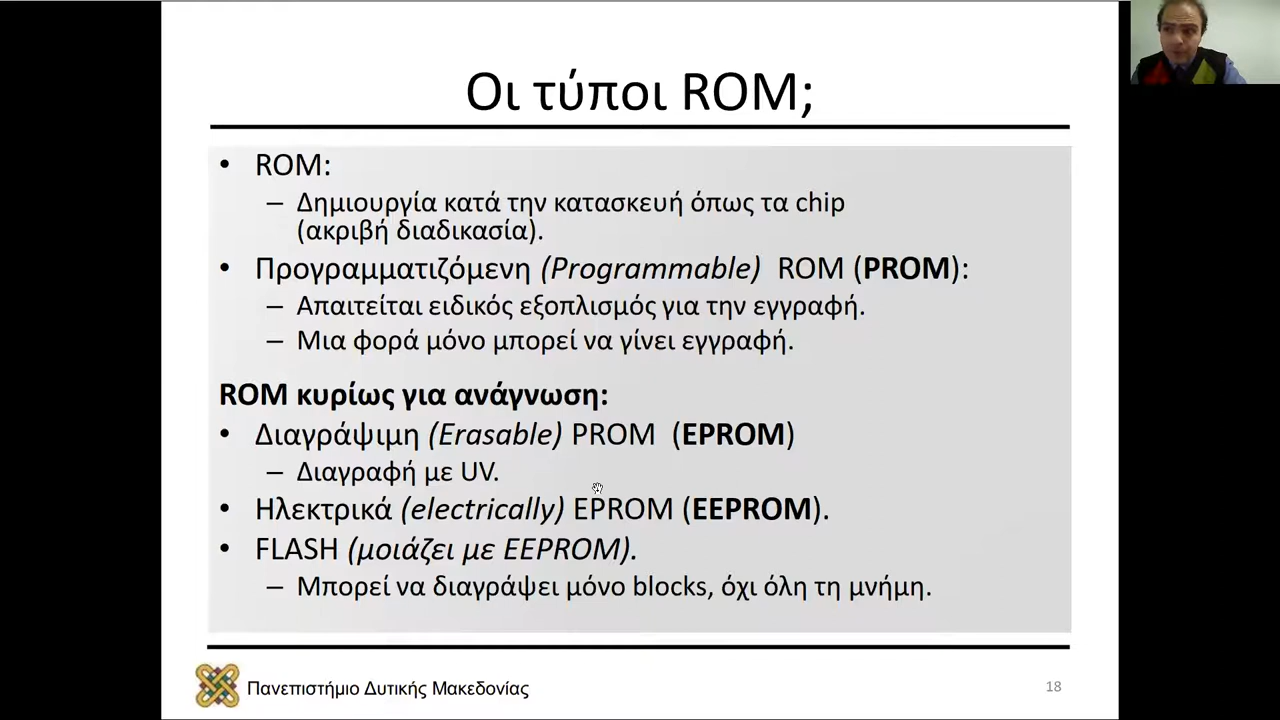 Οι τύποι ROM;
• ROM:
– Δημιουργία κατά την κατασκευή όπως τα chip
(ακριβή διαδικασία).
• Προγραμματιζόμενη (Programmable) ROM (PROM):
– Απαιτείται ειδικός εξοπλισμός για την εγγραφή.
– Μια φορά μόνο μπορεί να γίνει εγγραφή.
ROM κυρίως για ανάγνωση:
• Διαγράψιμη (Erasable) PROM (EPROM)
– Διαγραφή με UV.
• Ηλεκτρικά (electrically) EPROM (EEPROM).
• FLASH (μοιάζει με EEPROM).
– Μπορεί να διαγράψει μόνο blocks, όχι όλη τη μνήμη.
Πανεπιστήμιο Δυτικής Μακεδονίας
18